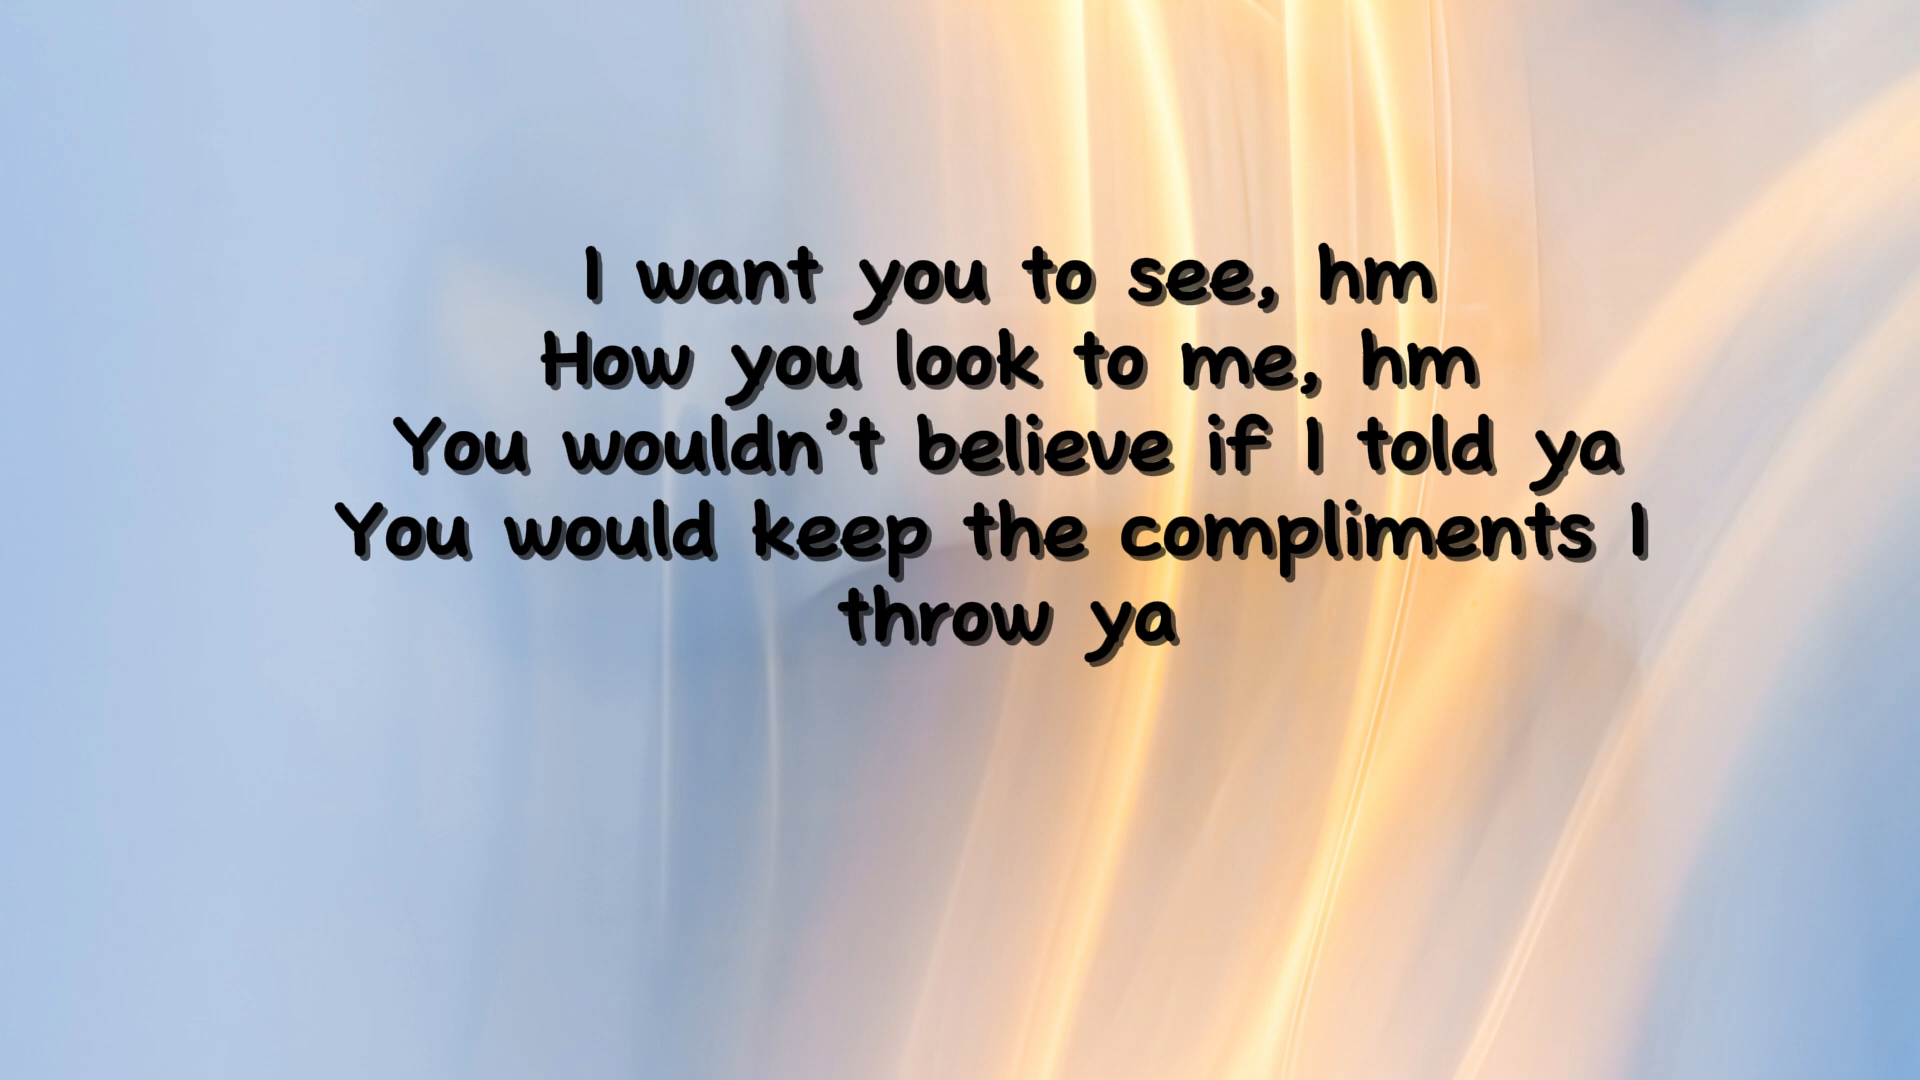 I want you to see, hm
How you look to me, hm
You wouldn’t believe if I told ya
You would keep the compliments I
throw ya